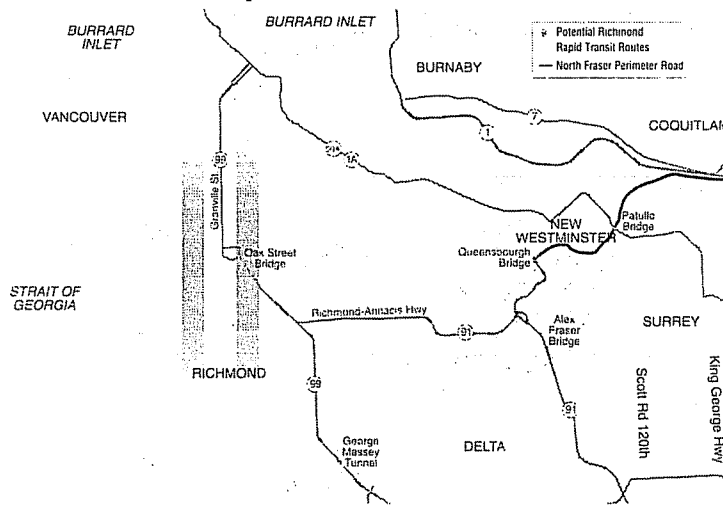 BURRARD INLET
BURRARD
INLET
Potential Richmond
Rapid Transit Routes
North Fraser Perimeter Road
BURNABY
VANCOUVER
7
1
COQUITLAM
99
1A
Granville St.
Oak Street
Bridge
NEW
WESTMINSTER
Patullo
Bridge
Queensbourgh
Bridge
STRAIT OF
GEORGIA
Richmond-Annacis Hwy
91
Alex
Fraser
Bridge
SURREY
RICHMOND
99
91
Scott Rd 120th
King George Hwy
George
Massey
Tunnel
DELTA